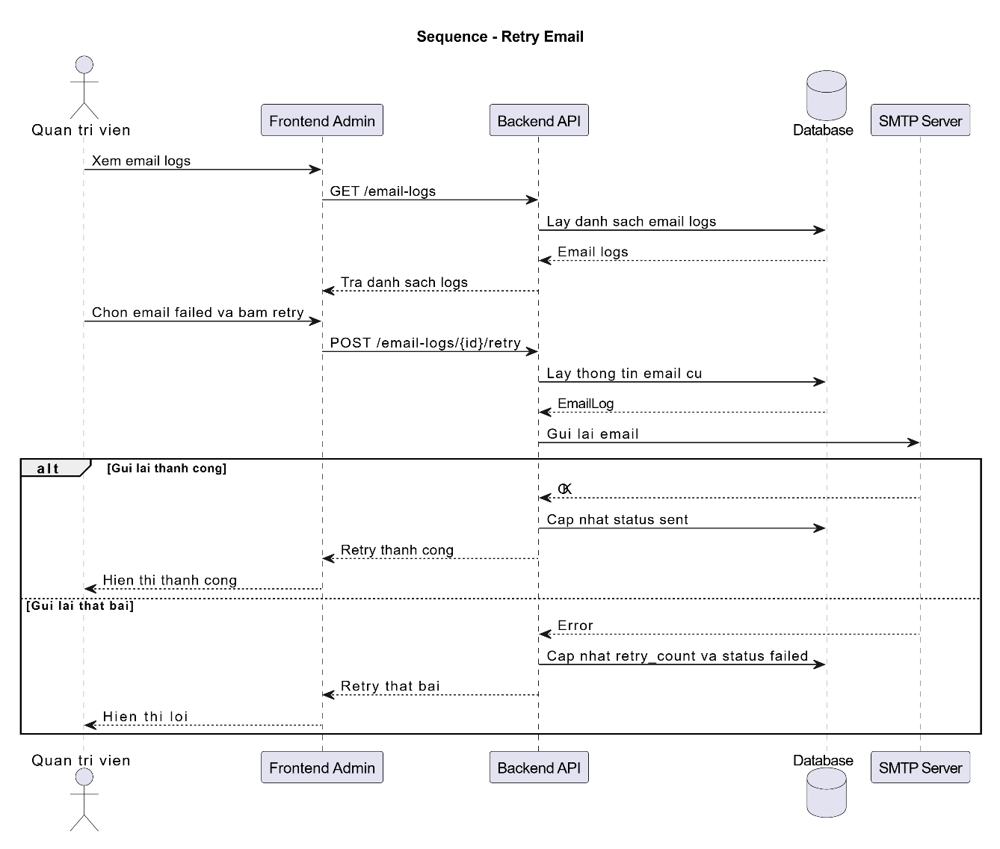 Sequence - Retry Email
Quan tri vien
Frontend Admin
Backend API
Database
SMTP Server
Xem email logs
GET /email-logs
Lay danh sach email logs
Email logs
Tra danh sach logs
Chon email failed va bam retry
POST /email-logs/{id}/retry
Lay thong tin email cu
EmailLog
Gui lai email
alt [Gui lai thanh cong]
OK
Cap nhat status sent
Retry thanh cong
Hien thi thanh cong
[Gui lai that bai]
Error
Cap nhat retry_count va status failed
Retry that bai
Hien thi loi
Quan tri vien
Frontend Admin
Backend API
Database
SMTP Server